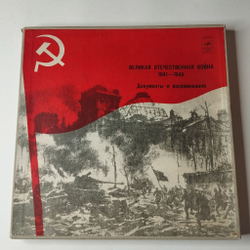 ВЕЛИКАЯ ОТЕЧЕСТВЕННАЯ ВОЙНА
1941—1945
Документы и воспоминания